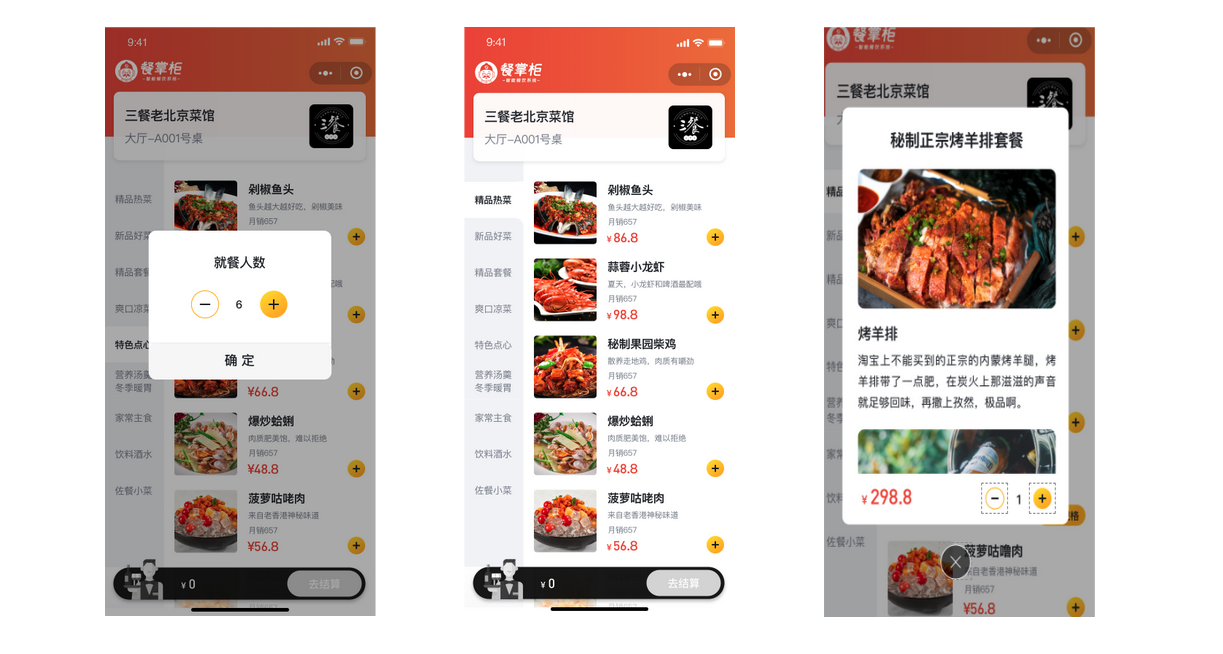 9:41
餐掌柜
三餐老北京菜馆
大厅-A001号桌
三餐
精品热菜
新品好菜
精品套餐
爽口凉菜
特色点心
营养汤羹
冬季暖胃
家常主食
饮料酒水
佐餐小菜
剁椒鱼头
鱼头越大越好吃，剁椒美味
月销657
就餐人数
6
确 定
¥66.8
爆炒蛤蜊
肉质肥美饱，难以拒绝
月销657
¥48.8
菠萝咕咾肉
来自老香港神秘味道
月销657
¥56.8
¥ 0
去结算
9:41
餐掌柜
三餐老北京菜馆
大厅-A001号桌
三餐
精品热菜
新品好菜
精品套餐
爽口凉菜
特色点心
营养汤羹
冬季暖胃
家常主食
饮料酒水
佐餐小菜
剁椒鱼头
鱼头越大越好吃，剁椒美味
月销657
¥ 86.8
蒜蓉小龙虾
夏天，小龙虾和啤酒最配哦
月销657
¥ 98.8
秘制果园柴鸡
散养走地鸡，肉质有嚼劲
月销657
¥ 66.8
爆炒蛤蜊
肉质肥美饱，难以拒绝
月销657
¥ 48.8
菠萝咕咾肉
来自老香港神秘味道
月销657
¥ 56.8
¥ 0
去结算
餐掌柜
三餐老北京菜馆
秘制正宗烤羊排套餐
烤羊排
淘宝上不能买到的正宗的内蒙烤羊腿，烤
羊排带了一点肥，在炭火上那滋滋的声音
就足够回味，再撒上孜然，极品啊。
¥ 298.8
1
佐餐小菜
菠萝咕噜肉
来自老香港神秘味道
月销657
¥56.8